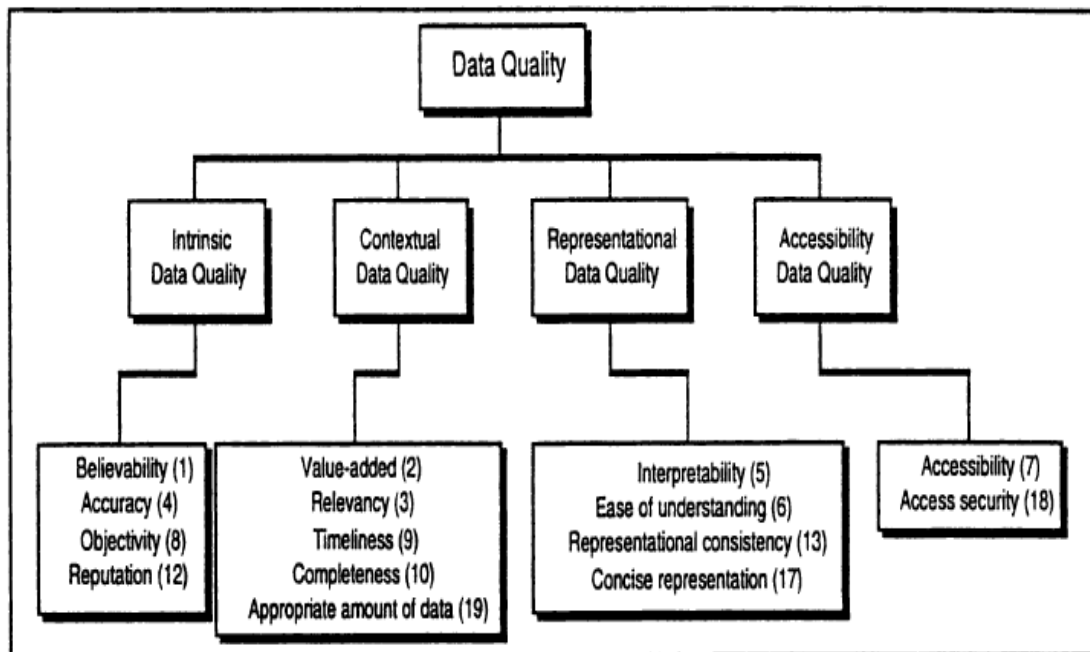 Data Quality
Intrinsic
Data Quality
Contextual
Data Quality
Representational
Data Quality
Accessibility
Data Quality
Believability (1)
Accuracy (4)
Objectivity (8)
Reputation (12)
Value-added (2)
Relevancy (3)
Timeliness (9)
Completeness (10)
Appropriate amount of data (19)
Interpretability (5)
Ease of understanding (6)
Representational consistency (13)
Concise representation (17)
Accessibility (7)
Access security (18)